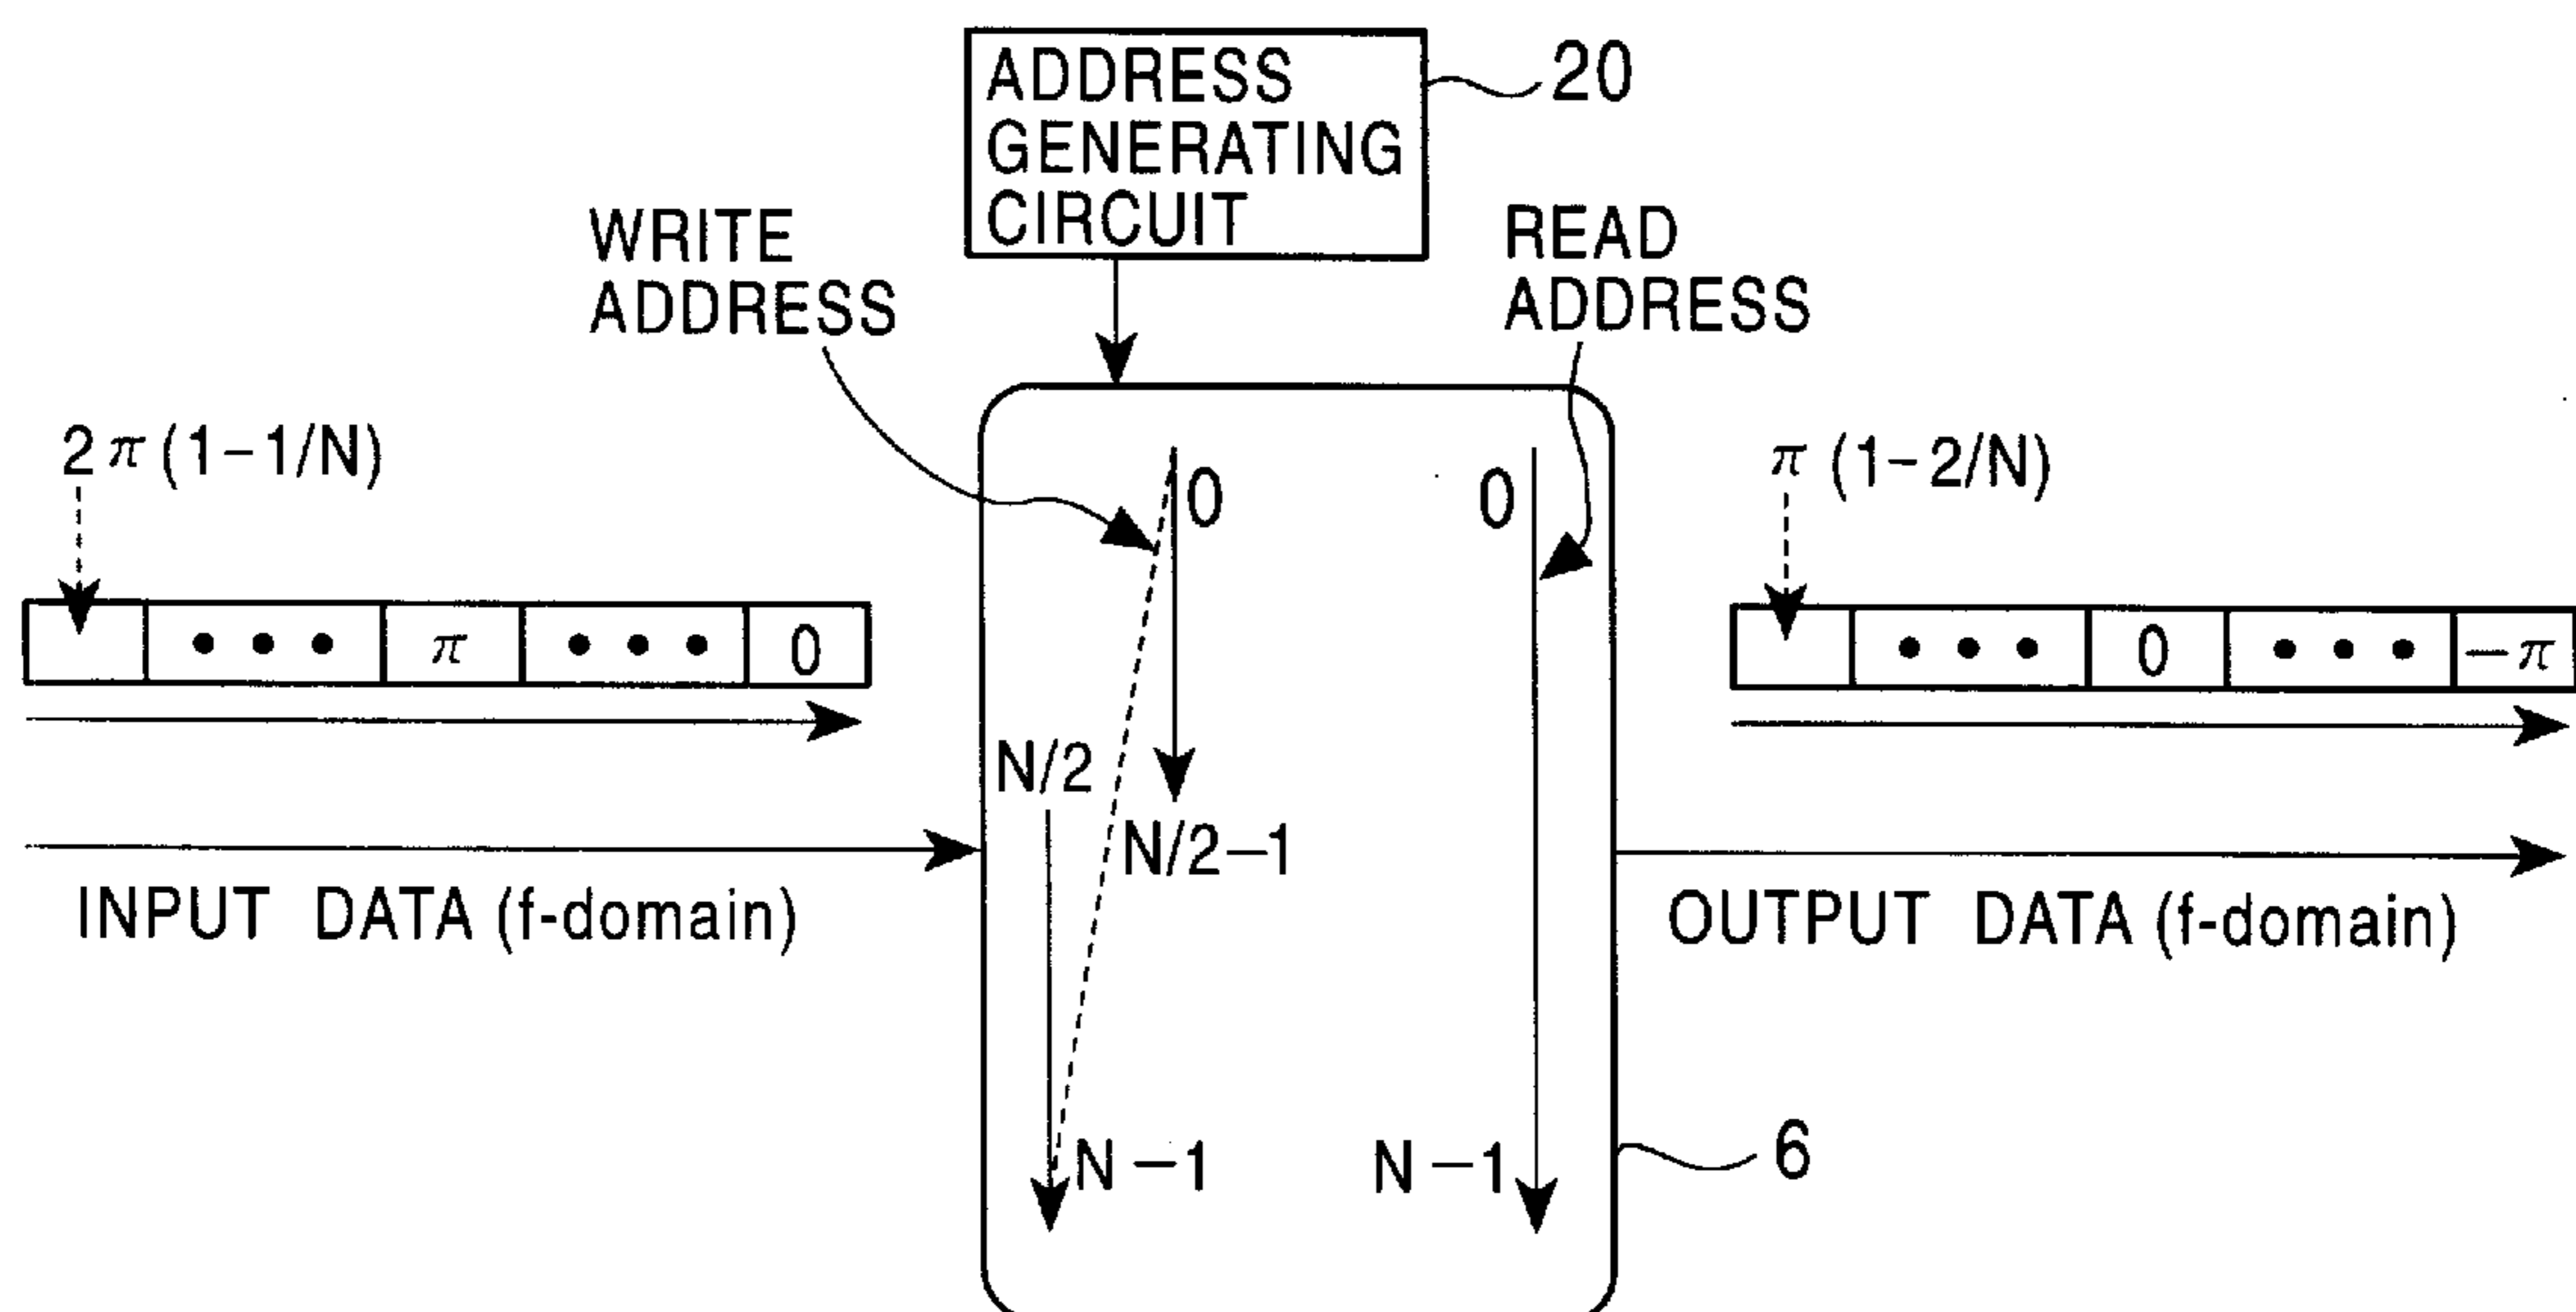 ADDRESS
GENERATING
CIRCUIT
20
WRITE
ADDRESS
READ
ADDRESS
2π(1−1/N)
π(1−2/N)
0
0
• • • π • • • 0
• • • 0 • • • −π
N/2
N/2−1
INPUT DATA (f-domain)
OUTPUT DATA (f-domain)
N−1
N−1
6